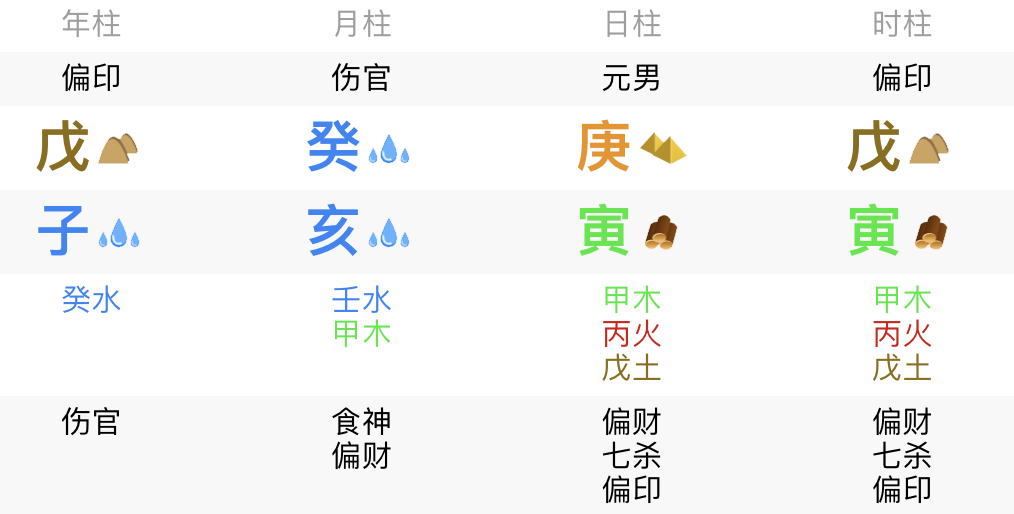 年柱 月柱 日柱 时柱
偏印 伤官 元男 偏印
戊 癸 庚 戊
子 亥 寅 寅
癸水 壬水 甲木 甲木
甲木 丙火 丙火
戊土 戊土
伤官 食神 偏财 偏财
偏财 七杀 七杀
偏印 偏印